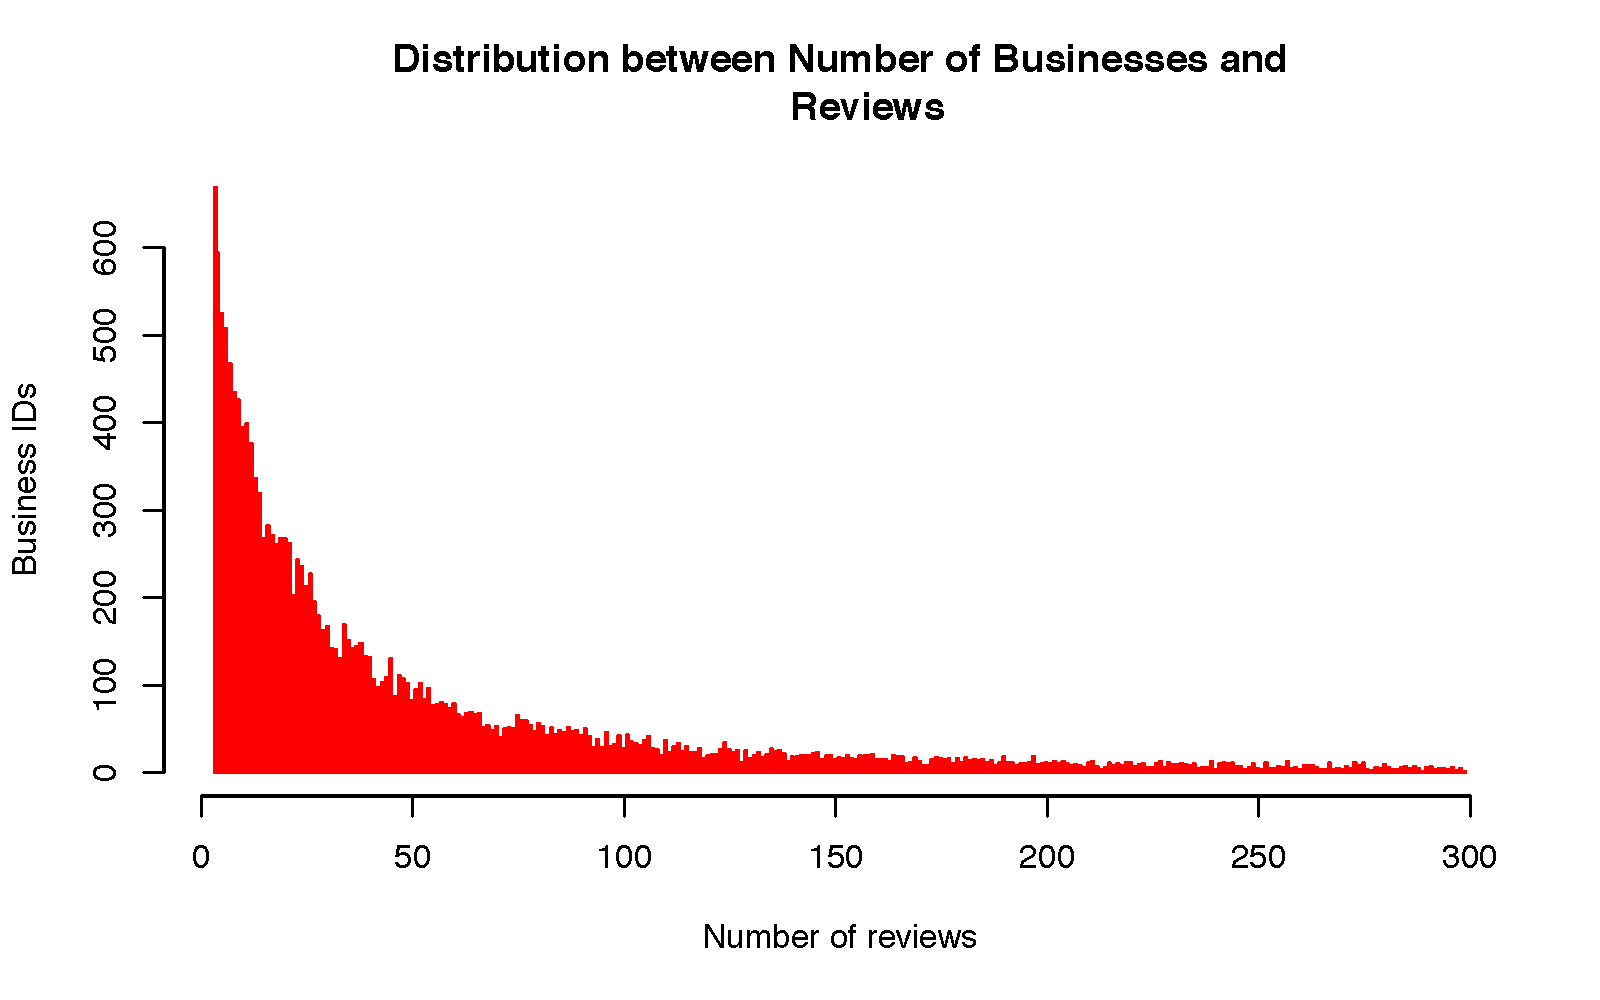 Distribution between Number of Businesses and
Reviews
Business IDs
600
500
400
300
200
100
0
0 50 100 150 200 250 300
Number of reviews